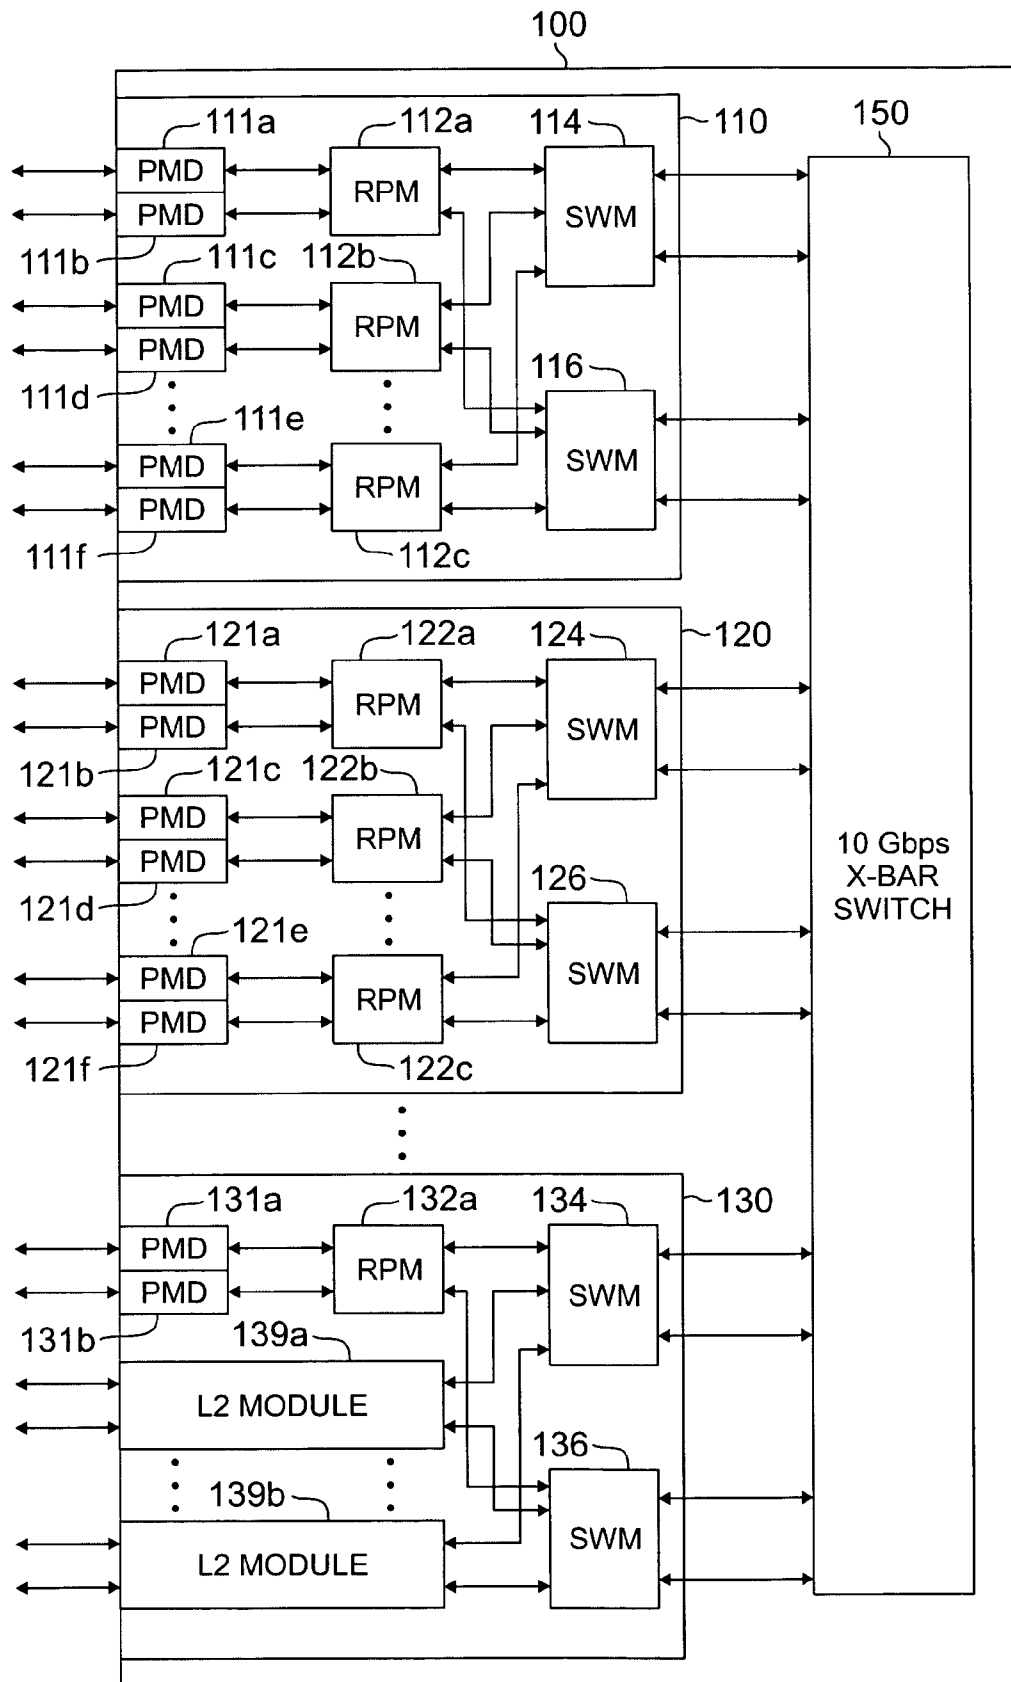 100
111a 112a 114 110 150
PMD
RPM
SWM
PMD
111b 111c 112b
PMD
RPM
PMD
111d 116
111e
PMD
RPM
SWM
PMD
111f 112c
121a 122a 124 120
PMD
RPM
SWM
PMD
121b 121c 122b
PMD
RPM
PMD
10 Gbps
X-BAR
SWITCH
121d 126
121e
PMD
RPM
SWM
PMD
121f 122c
131a 132a 134 130
PMD
RPM
SWM
PMD
131b 139a
L2 MODULE
136
139b
SWM
L2 MODULE